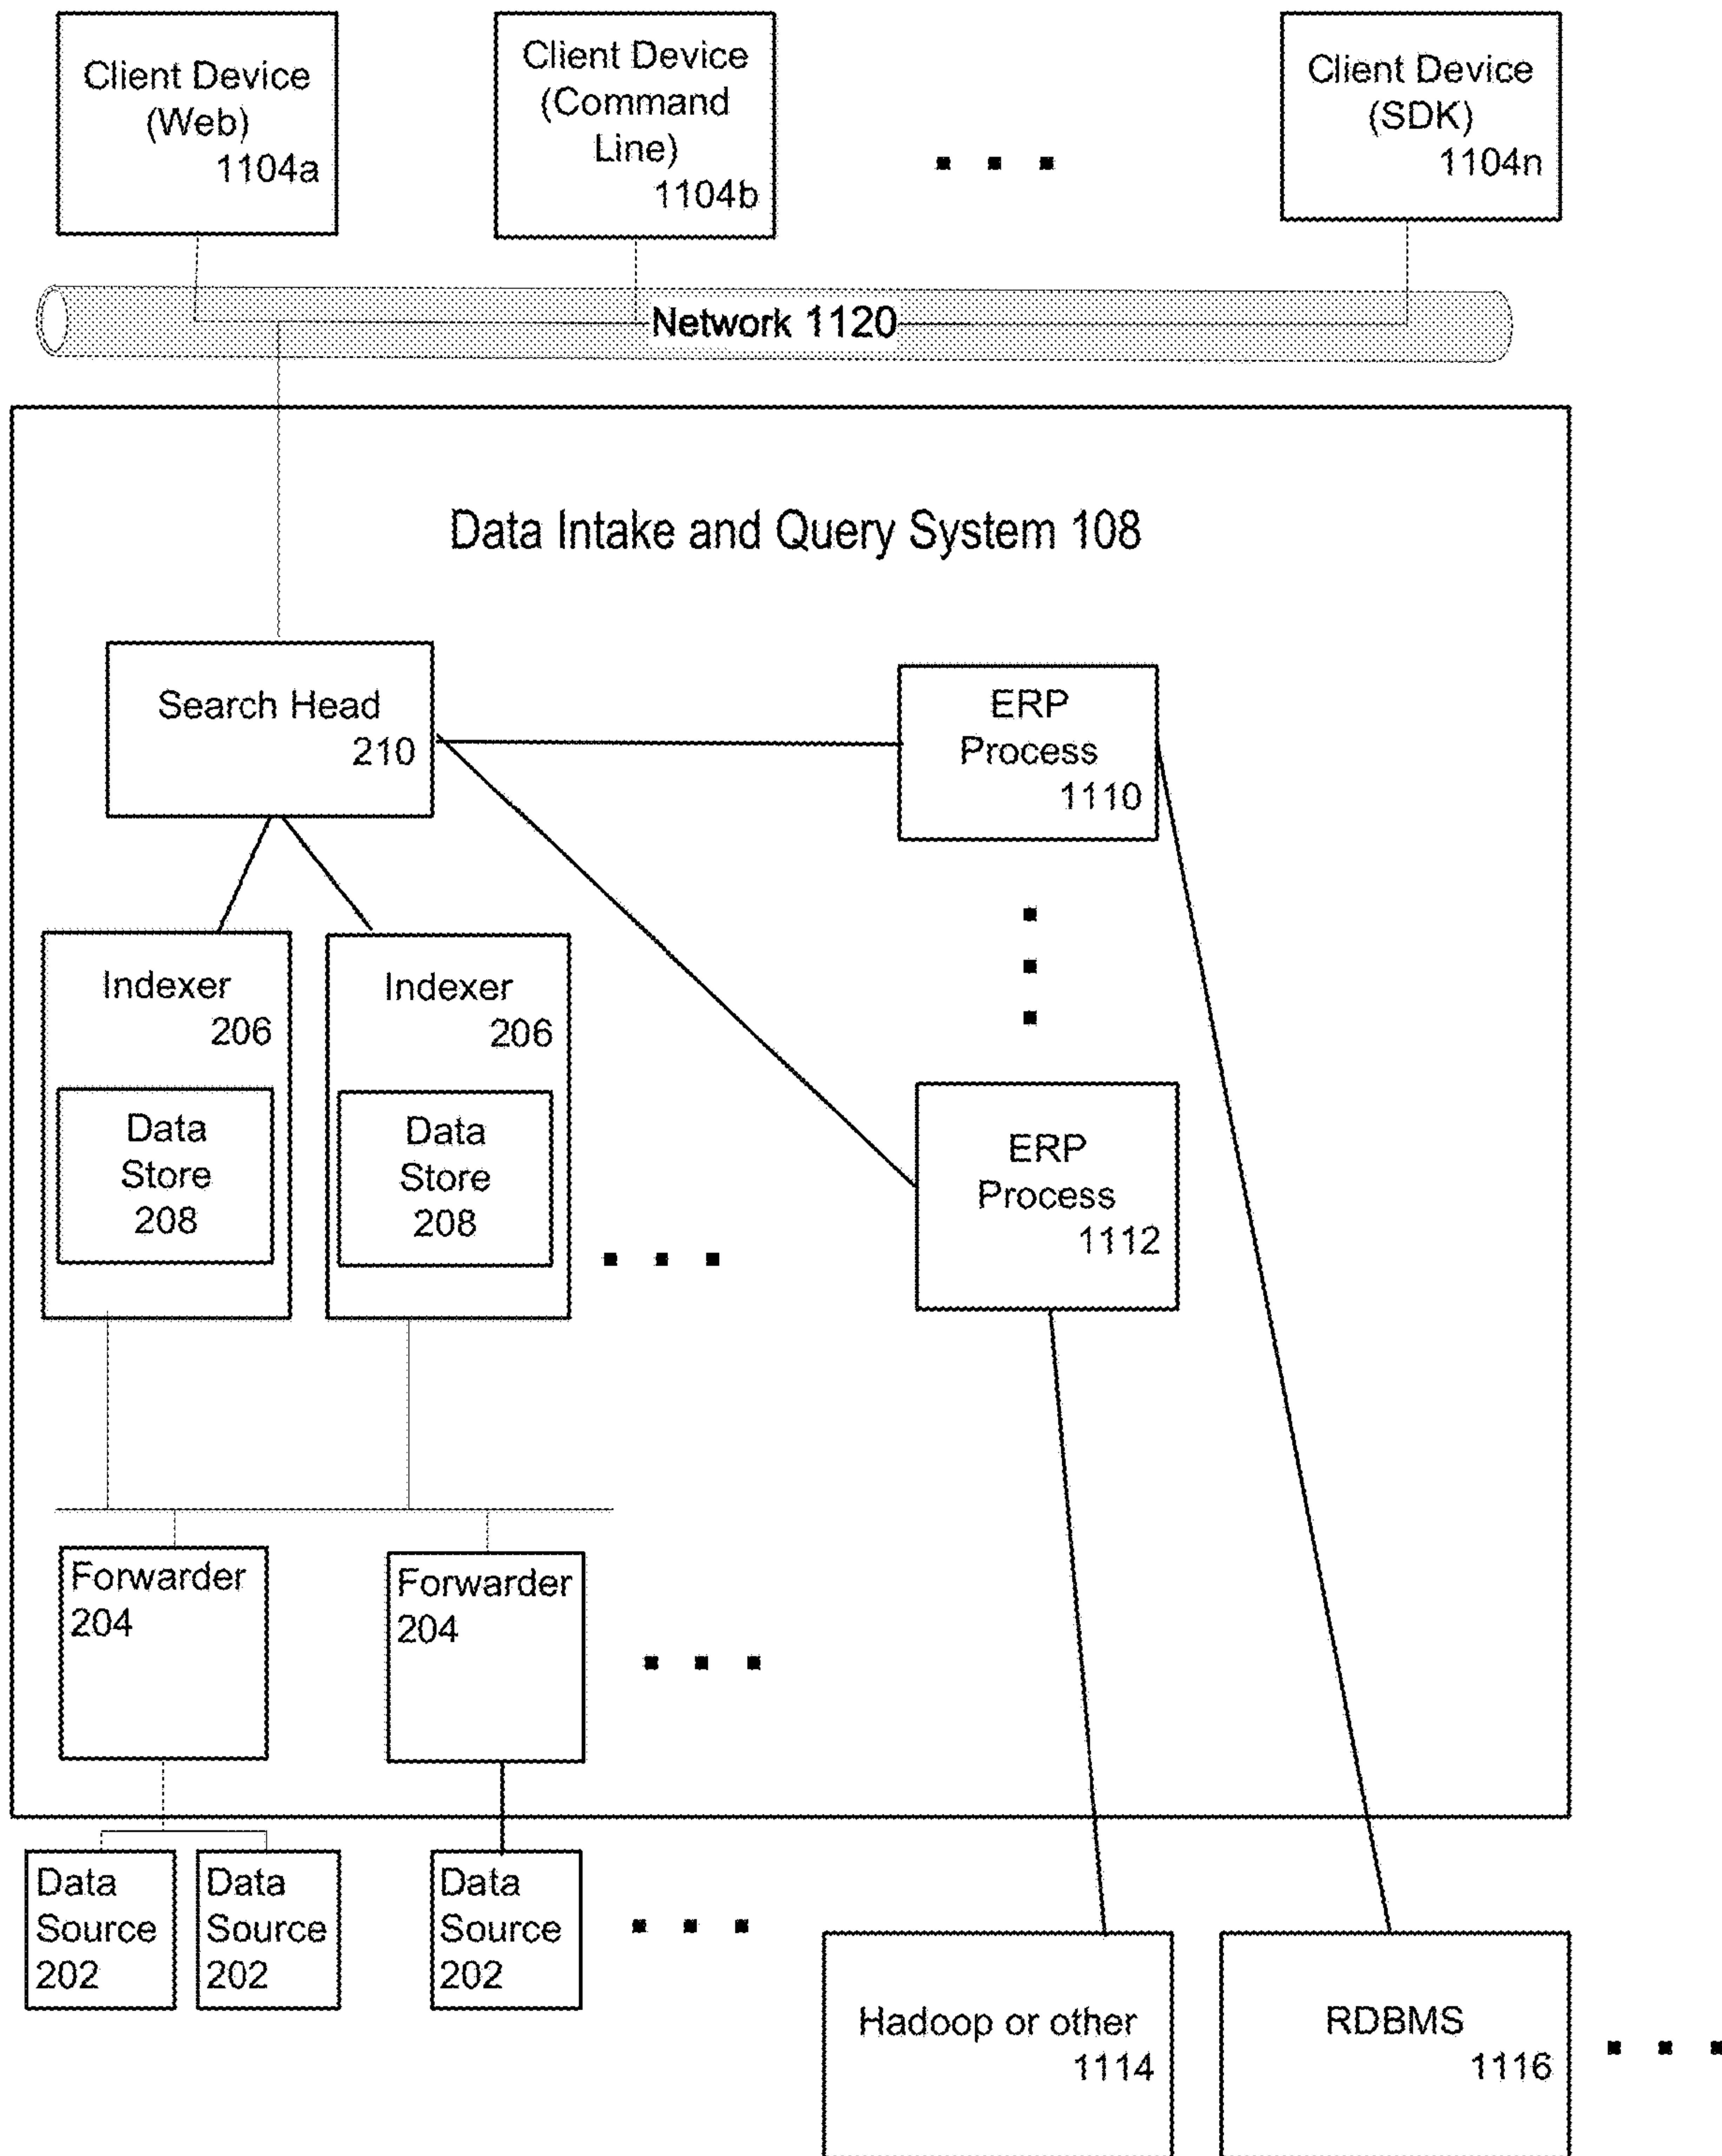 Client Device
(Web)
1104a
Client Device
(Command
Line)
1104b
Client Device
(SDK)
1104n
Network 1120
Data Intake and Query System 108
Search Head
210
ERP
Process
1110
Indexer
206
Data
Store
208
Indexer
206
Data
Store
208
ERP
Process
1112
Forwarder
204
Forwarder
204
Data
Source
202
Data
Source
202
Data
Source
202
Hadoop or other
1114
RDBMS
1116